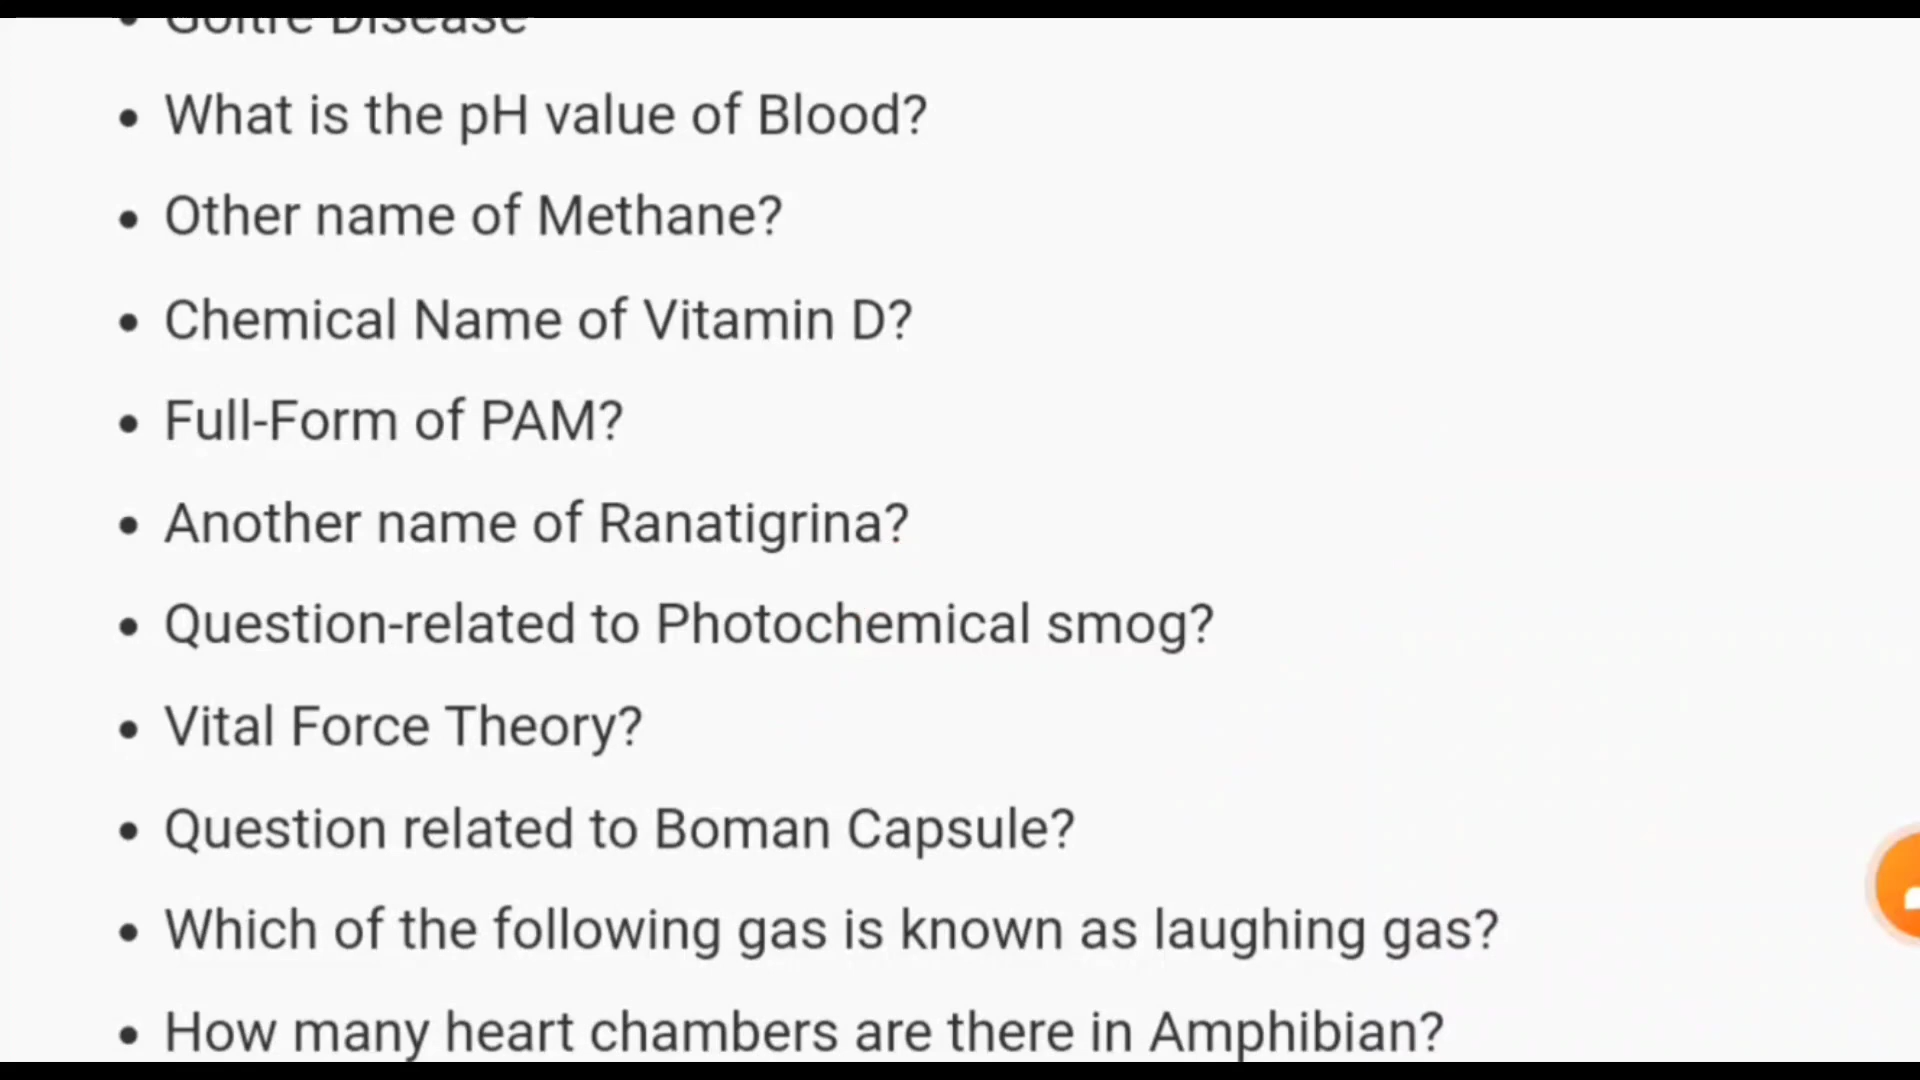 • Goitre Disease
• What is the pH value of Blood?
• Other name of Methane?
• Chemical Name of Vitamin D?
• Full-Form of PAM?
• Another name of Ranatigrina?
• Question-related to Photochemical smog?
• Vital Force Theory?
• Question related to Boman Capsule?
• Which of the following gas is known as laughing gas?
• How many heart chambers are there in Amphibian?